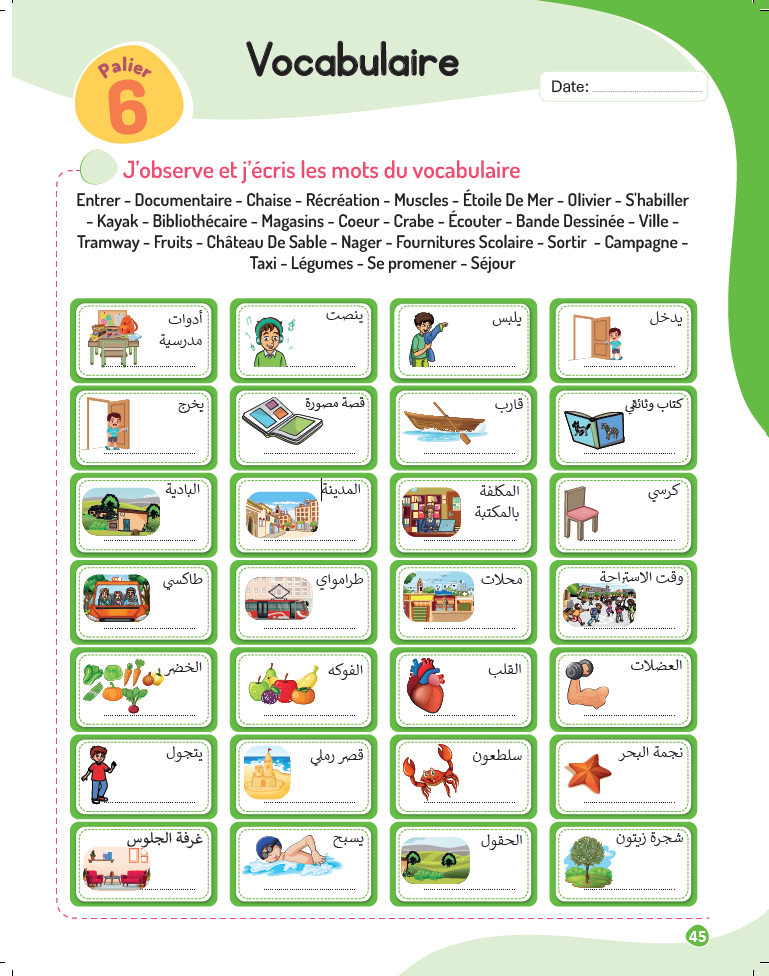 Vocabulaire
Palier
6
Date:
J'observe et j'écris les mots du vocabulaire
Entrer – Documentaire – Chaise – Récréation – Muscles – Étoile De Mer – Olivier – S'habiller
– Kayak – Bibliothécaire – Magasins – Coeur – Crabe – Écouter – Bande Dessinée – Ville –
Tramway – Fruits – Château De Sable – Nager – Fournitures Scolaire – Sortir – Campagne –
Taxi – Légumes – Se promener – Séjour
يدخل
يلبس
ينصت
أدوات
مدرسية
كتاب وثائقي
قارب
قصة مصورة
يخرج
كرسي
المكلفة
بالمكتبة
المدينة
البادية
وقت الاستراحة
محلات
طرامواي
طاكسي
العضلات
القلب
الفوكه
الخضر
نجمة البحر
سلطعون
قصر رملي
يتجول
شجرة زيتون
الحقول
يسبح
غرفة الجلوس
45